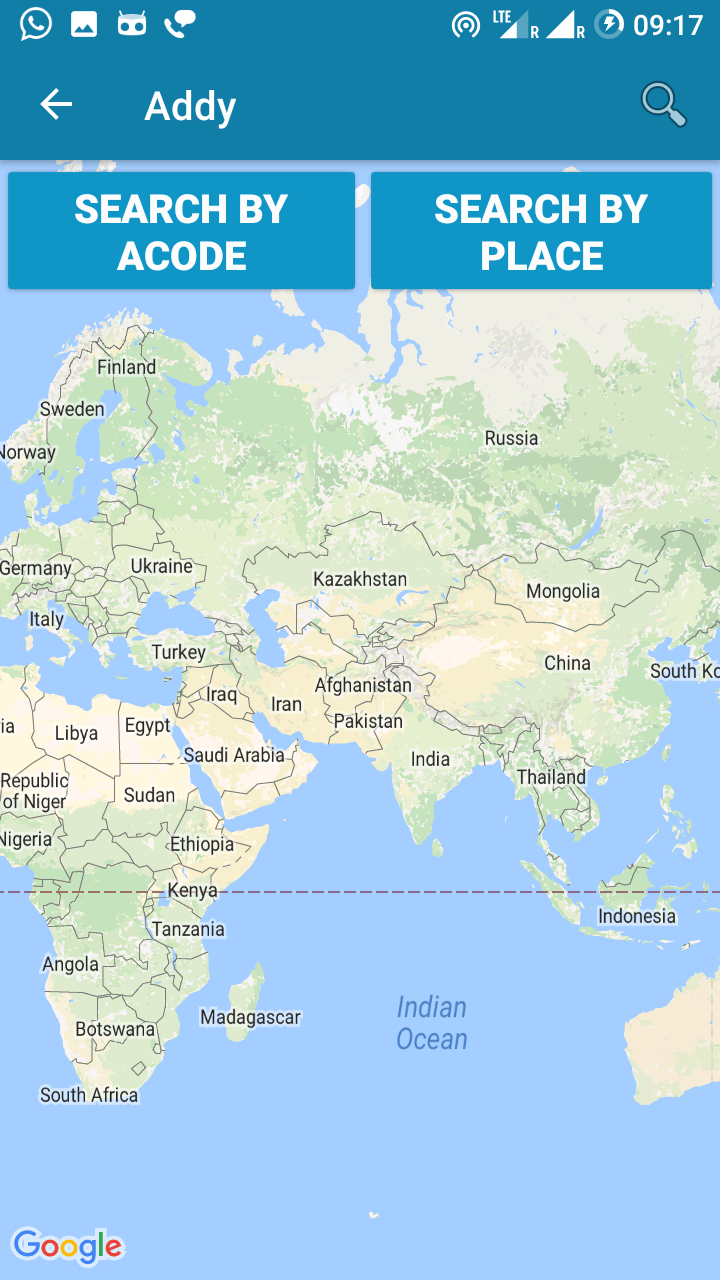 LTE R R 09:17
Addy
SEARCH BY
ACODE
SEARCH BY
PLACE
Finland
Sweden
Norway
Russia
Germany
Ukraine
Kazakhstan
Mongolia
Italy
Turkey
China
South Ko
Iraq
Iran
Afghanistan
Pakistan
ia
Libya
Egypt
Saudi Arabia
India
Thailand
Republic
of Niger
Sudan
Nigeria
Ethiopia
Kenya
Tanzania
Indonesia
Angola
Madagascar
Indian
Ocean
Botswana
South Africa
Google